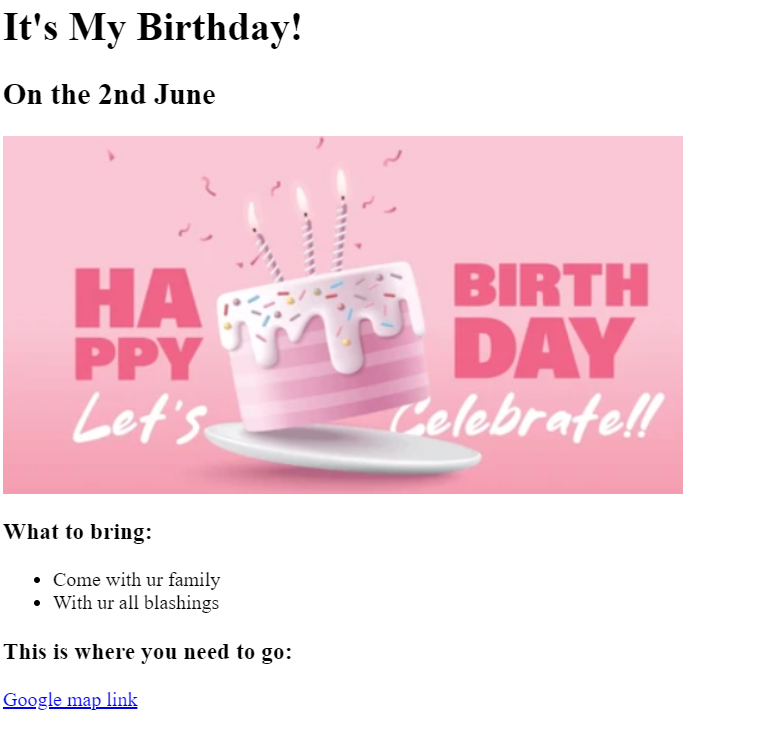 It's My Birthday!
On the 2nd June
HA
PPY
BIRTH
DAY
Let's Celebrate!!
What to bring:
Come with ur family
With ur all blashings
This is where you need to go:
Google map link